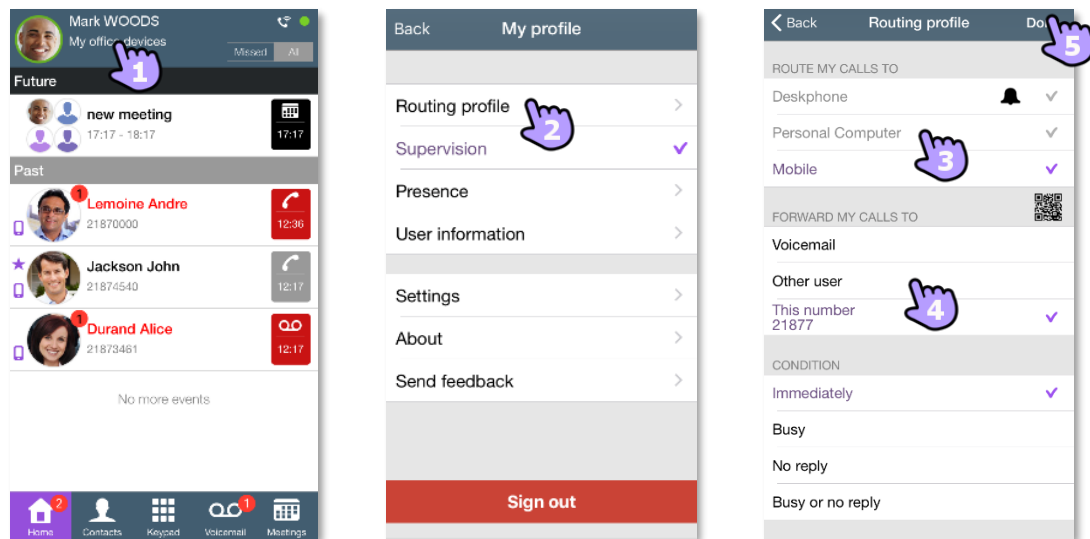 Mark WOODS
My office devices
Missed All
1
Future
new meeting
17:17 - 18:17
17:17
Past
1
Lemoine Andre
21870000
12:36
Jackson John
21874540
12:17
1
Durand Alice
21873461
12:17
No more events
2
1
Home Contacts Keypad Voicemail Meetings
Back My profile
Routing profile
2
Supervision
Presence
User information
Settings
About
Send feedback
Sign out
Back Routing profile Do
5
ROUTE MY CALLS TO
Deskphone
Personal Computer
3
Mobile
FORWARD MY CALLS TO
Voicemail
Other user
This number
21877
4
CONDITION
Immediately
Busy
No reply
Busy or no reply